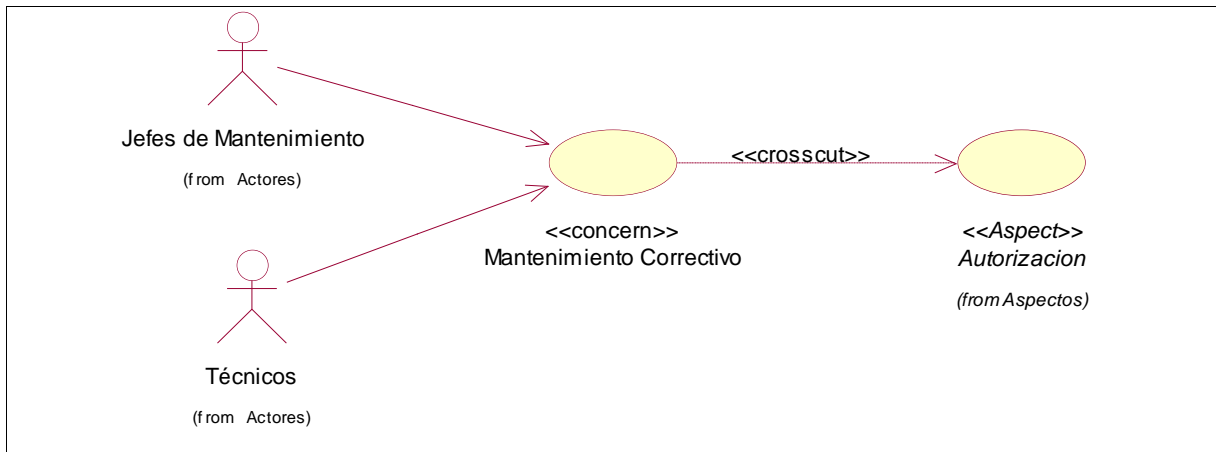 Jefes de Mantenimiento
(from Actores)
<<crosscut>>
<<concern>>
Mantenimiento Correctivo
<<Aspect>>
Autorizacion
(from Aspectos)
Técnicos
(from Actores)